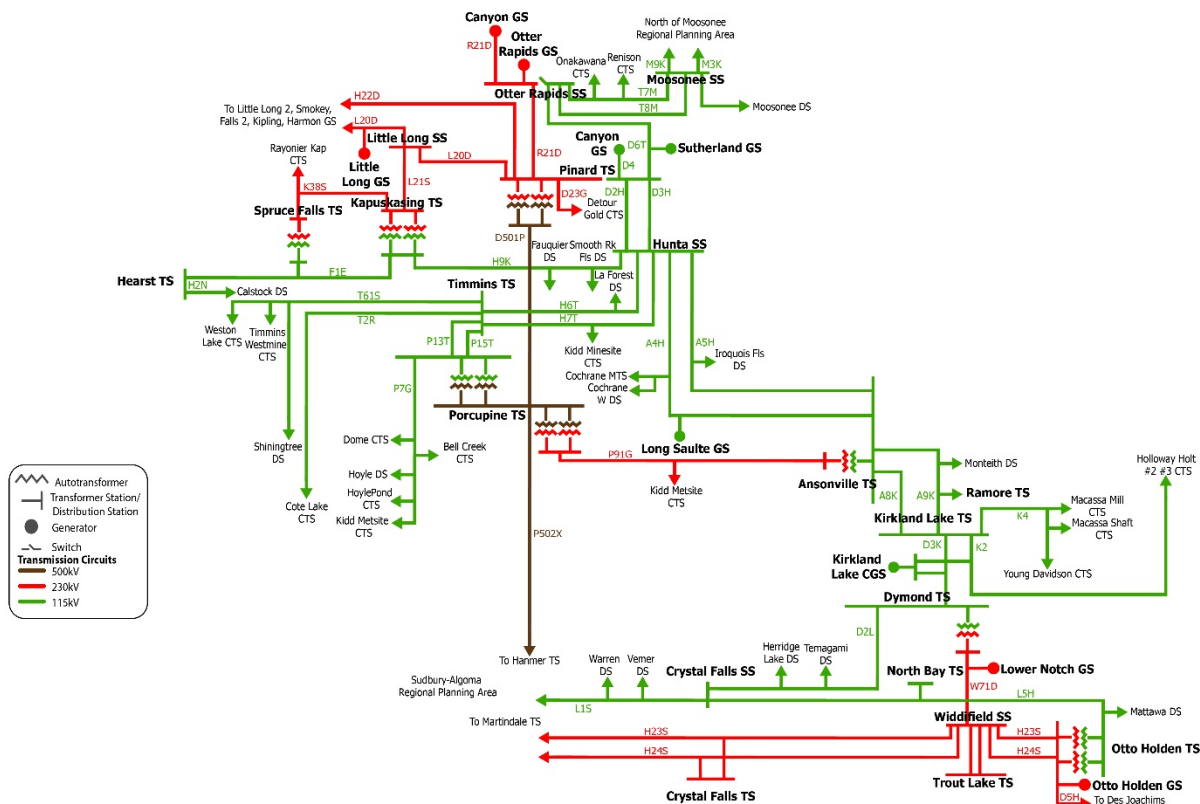 Canyon GS
R21D
Otter
Rapids GS
North of Moosonee
Regional Planning Area
Onakawana
CTS
Renison
CTS
M9K
M3K
Moosonee SS
Otter Rapids SS
T7M
T8M
Moosonee DS
H22D
To Little Long 2, Smokey,
Falls 2, Kipling, Harmon GS
L20D
Little Long SS
Rayonier Kap
CTS
Little
Long GS
L20D
R21D
Canyon
GS
D6T
Sutherland GS
D4
Pinard TS
K38S
L21S
D23G
Detour
Gold CTS
D2H
D3H
Spruce Falls TS
Kapuskasing TS
D501P
Fauquier
DS
Smooth Rk
Fls DS
Hunta SS
H9K
La Forest
DS
Hearst TS
F1E
H2N
Calstock DS
Timmins TS
T61S
H6T
T2R
H7T
Weston
Lake CTS
Timmins
Westmine
CTS
P13T
P15T
Kidd Minesite
CTS
A4H
A5H
Iroquois Fls
DS
Cochrane MTS
Cochrane
W DS
P7G
Porcupine TS
Dome CTS
Bell Creek
CTS
Long Saulte GS
Shiningtree
DS
Hoyle DS
P91G
Kidd Metsite
CTS
Ansonville TS
Monteith DS
Holloway Holt
#2 #3 CTS
HoylePond
CTS
Cote Lake
CTS
Kidd Metsite
CTS
A8K
A9K
Ramore TS
Kirkland Lake TS
K4
Macassa Mill
CTS
Macassa Shaft
CTS
P502X
D3K
K2
Kirkland
Lake CGS
Young Davidson CTS
Dymond TS
Autotransformer
Transformer Station/
Distribution Station
Generator
Switch
Transmission Circuits
500kV
230kV
115kV
D2L
To Hanmer TS
Sudbury-Algoma
Regional Planning Area
Warren
DS
Verner
DS
Crystal Falls SS
Herridge
Lake DS
Temagami
DS
North Bay TS
Lower Notch GS
W71D
L1S
L5H
Mattawa DS
To Martindale TS
Widdifield SS
H23S
H23S
H24S
H24S
Otto Holden TS
Crystal Falls TS
Trout Lake TS
Otto Holden GS
D5H
To Des Joachims